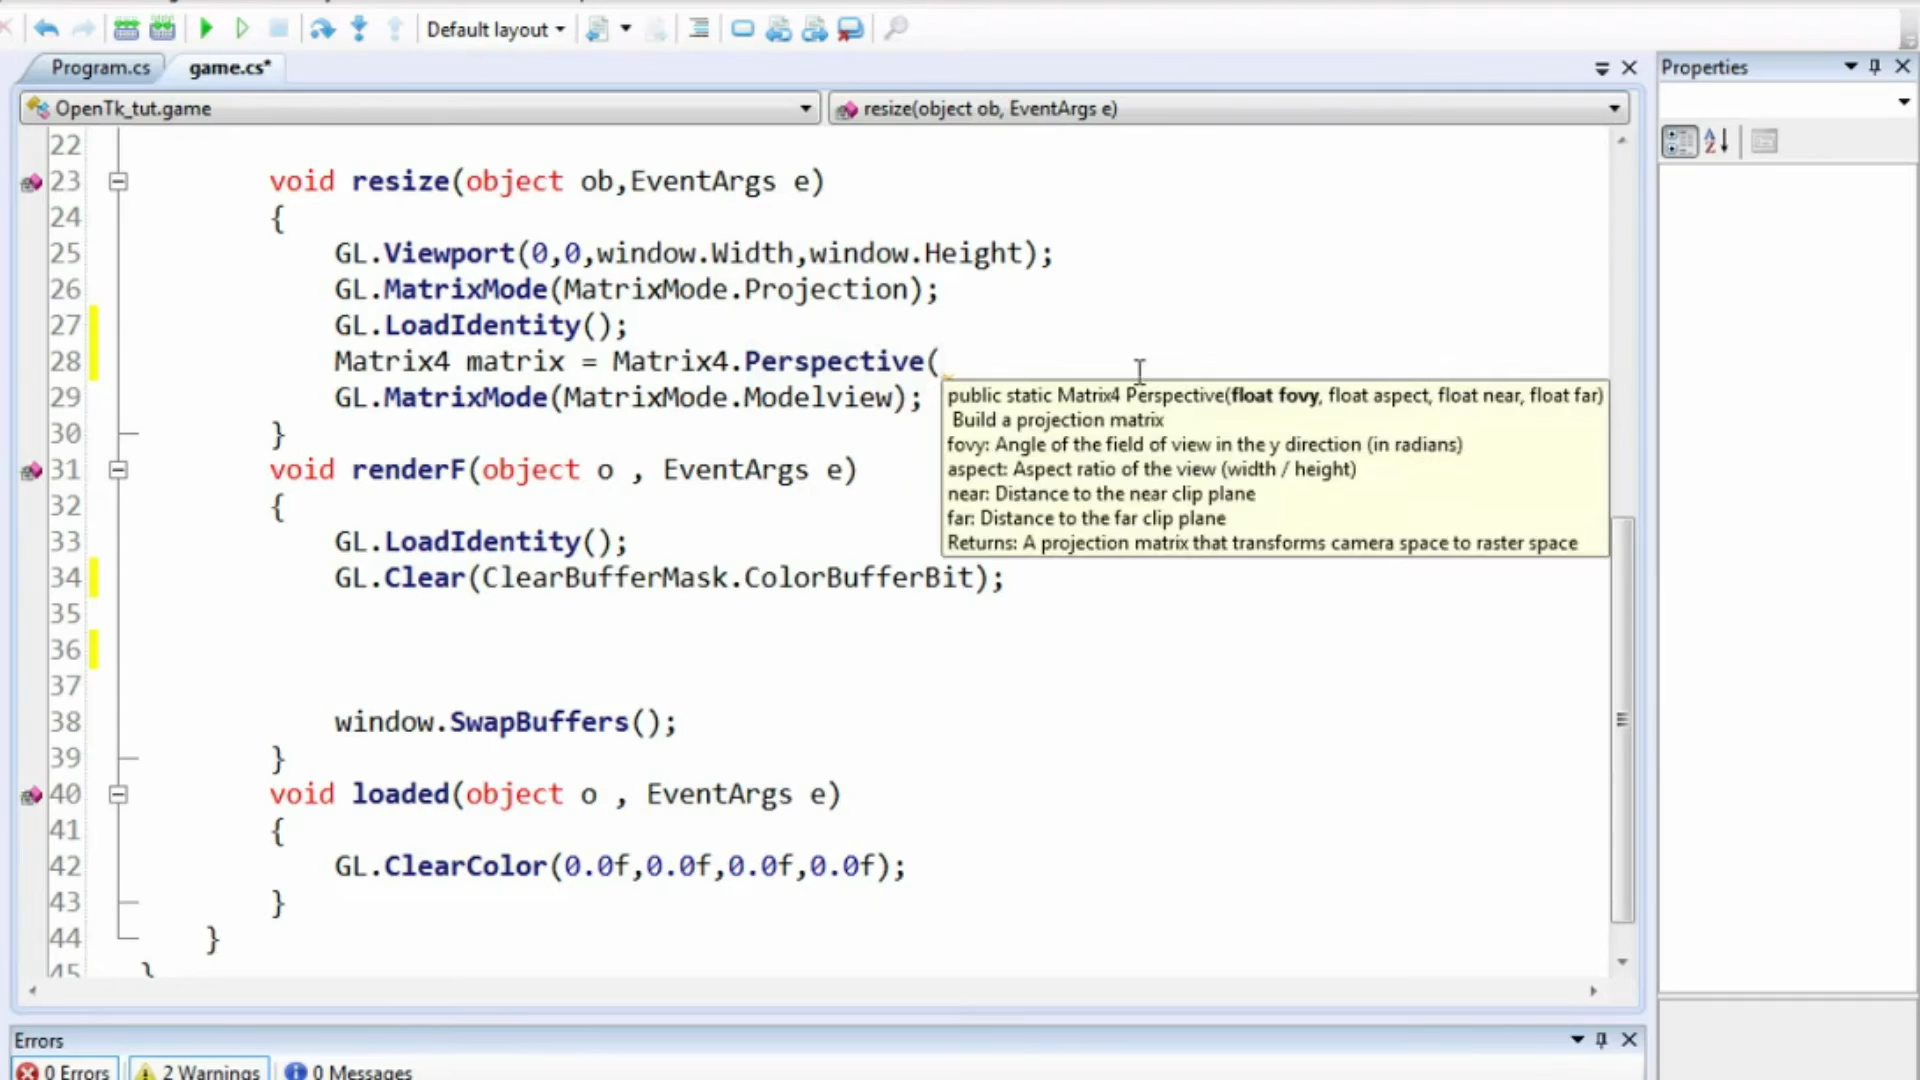 Default layout
Program.cs game.cs* Properties
OpenTk_tut.game resize(object ob, EventArgs e)
22
23 void resize(object ob,EventArgs e)
24 {
25 GL.Viewport(0,0,window.Width,window.Height);
26 GL.MatrixMode(MatrixMode.Projection);
27 GL.LoadIdentity();
28 Matrix4 matrix = Matrix4.Perspective(
29 GL.MatrixMode(MatrixMode.Modelview);
public static Matrix4 Perspective(float fovy, float aspect, float near, float far)
Build a projection matrix
fovy: Angle of the field of view in the y direction (in radians)
aspect: Aspect ratio of the view (width / height)
near: Distance to the near clip plane
far: Distance to the far clip plane
Returns: A projection matrix that transforms camera space to raster space
30 }
31 void renderF(object o , EventArgs e)
32 {
33 GL.LoadIdentity();
34 GL.Clear(ClearBufferMask.ColorBufferBit);
35
36
37
38 window.SwapBuffers();
39 }
40 void loaded(object o , EventArgs e)
41 {
42 GL.ClearColor(0.0f,0.0f,0.0f,0.0f);
43 }
44 }
45 }
Errors
0 Errors 2 Warnings 0 Messages